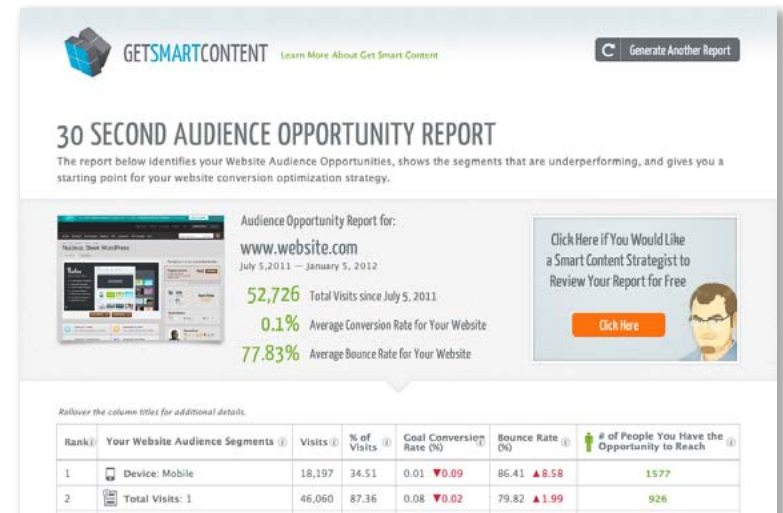 GETSMARTCONTENT
Learn More About Get Smart Content
Generate Another Report
30 SECOND AUDIENCE OPPORTUNITY REPORT
The report below identifies your Website Audience Opportunities, shows the segments that are underperforming, and gives you a
starting point for your website conversion optimization strategy.
Nucleus: Sleek WordPress
Audience Opportunity Report for:
www.website.com
July 5,2011 — January 5, 2012
52,726 Total Visits since July 5, 2011
0.1% Average Conversion Rate for Your Website
77.83% Average Bounce Rate for Your Website
Click Here if You Would Like
a Smart Content Strategist to
Review Your Report for Free
Click Here
Rollover the column titles for additional details.
Rank Your Website Audience Segments Visits % of Visits Goal Conversion Rate (%) Bounce Rate (%) # of People You Have the Opportunity to Reach
1 Device: Mobile 18,197 34.51 0.01 ▼0.09 86.41 ▲8.58 1577
2 Total Visits: 1 46,060 87.36 0.08 ▼0.02 79.82 ▲1.99 926